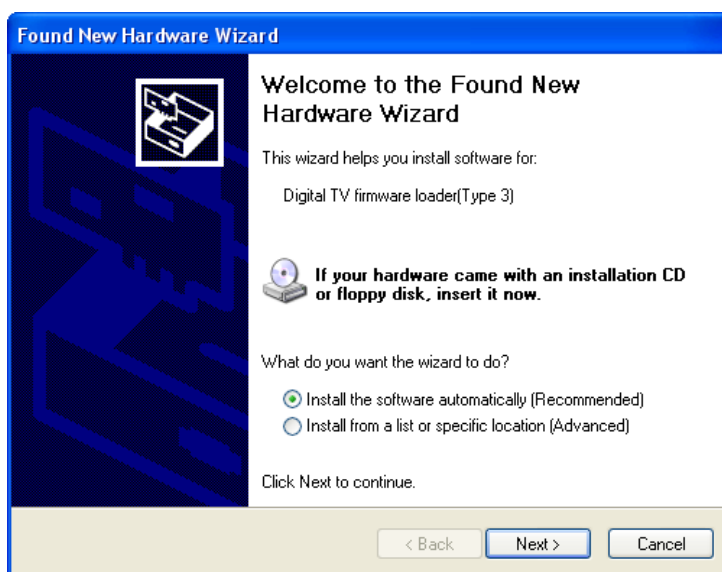 Found New Hardware Wizard
Welcome to the Found New
Hardware Wizard
This wizard helps you install software for:
Digital TV firmware loader(Type 3)
If your hardware came with an installation CD
or floppy disk, insert it now.
What do you want the wizard to do?
Install the software automatically (Recommended)
Install from a list or specific location (Advanced)
Click Next to continue.
< Back
Next >
Cancel